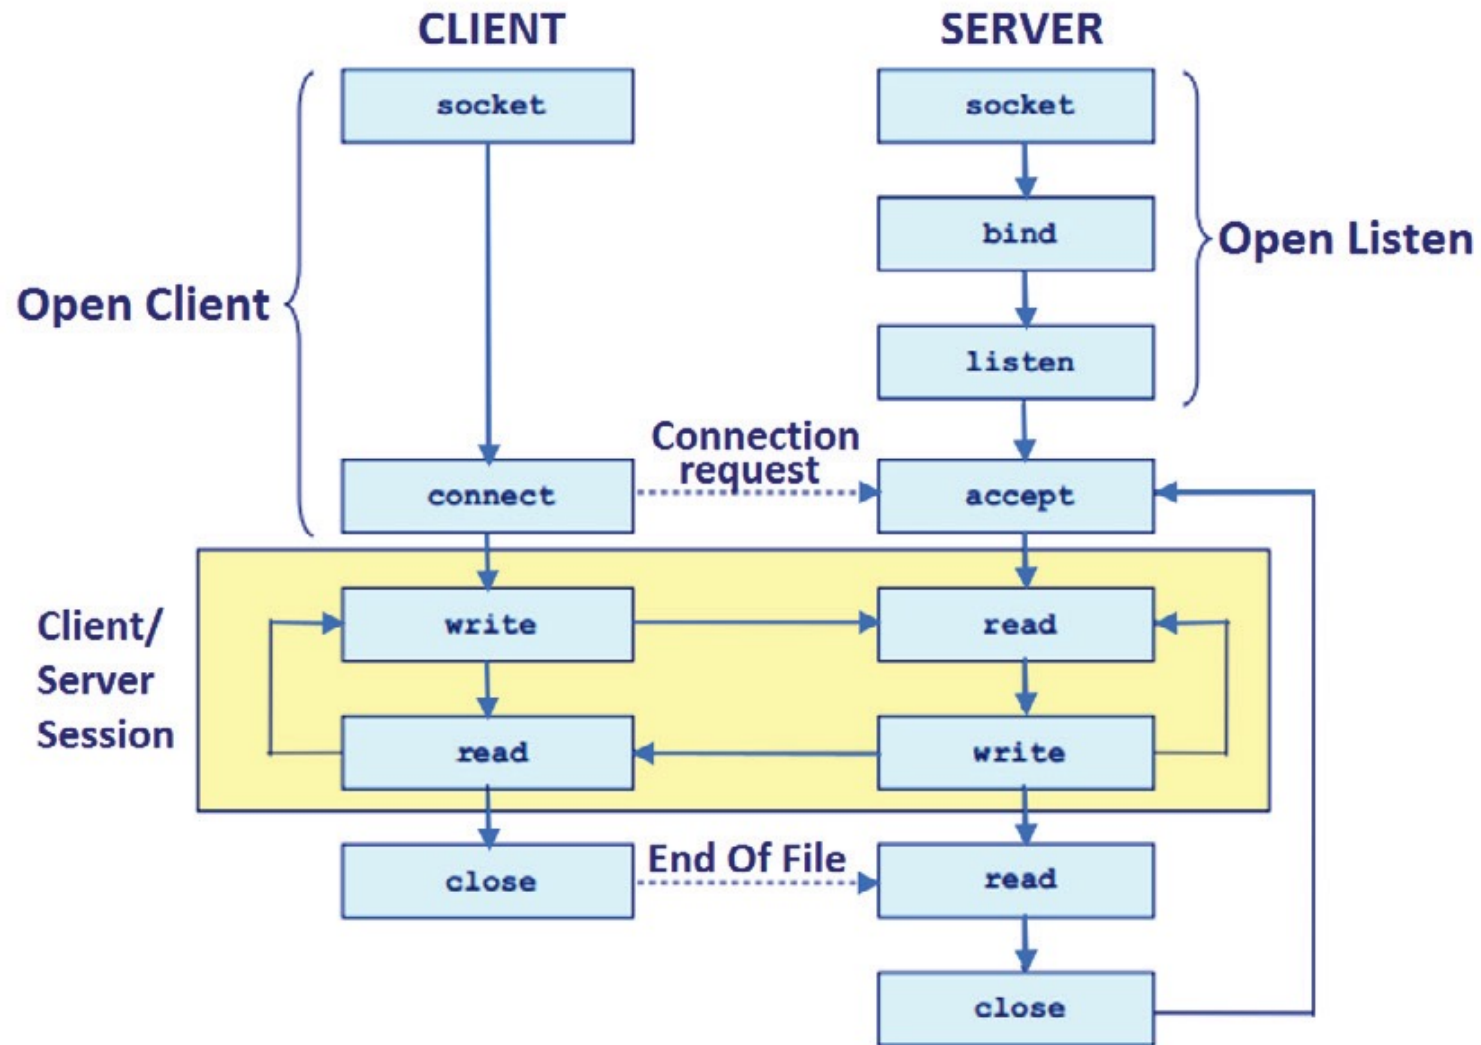 CLIENT
SERVER
socket
socket
bind
Open Listen
Open Client
listen
Connection
request
connect
accept
Client/
Server
Session
write
read
read
write
End Of File
close
read
close